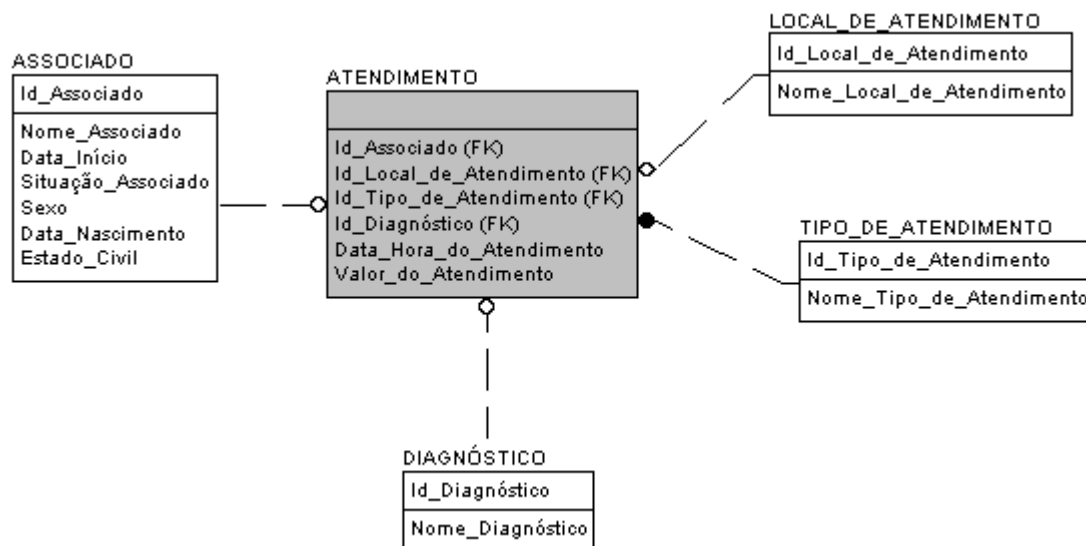 ASSOCIADO
Id_Associado
Nome_Associado
Data_Início
Situação_Associado
Sexo
Data_Nascimento
Estado_Civil
ATENDIMENTO
Id_Associado (FK)
Id_Local_de_Atendimento (FK)
Id_Tipo_de_Atendimento (FK)
Id_Diagnóstico (FK)
Data_Hora_do_Atendimento
Valor_do_Atendimento
LOCAL_DE_ATENDIMENTO
Id_Local_de_Atendimento
Nome_Local_de_Atendimento
TIPO_DE_ATENDIMENTO
Id_Tipo_de_Atendimento
Nome_Tipo_de_Atendimento
DIAGNÓSTICO
Id_Diagnóstico
Nome_Diagnóstico